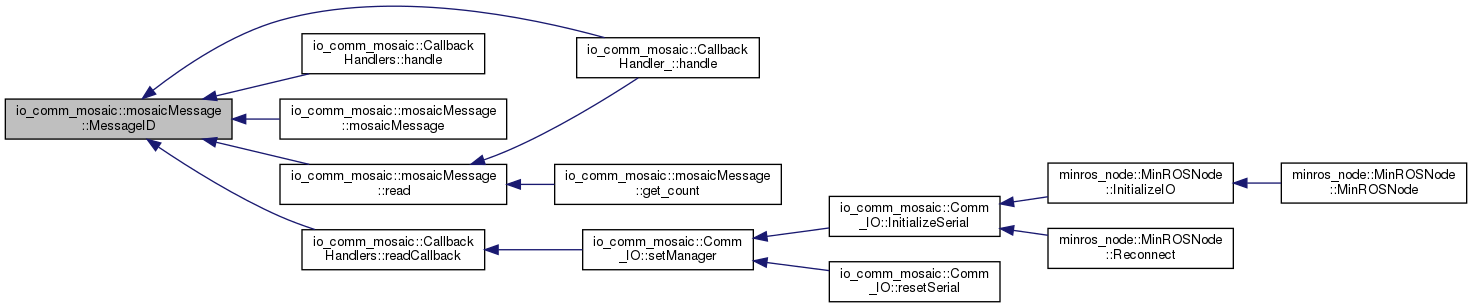 io_comm_mosaic::mosaicMessage
::MessageID
io_comm_mosaic::Callback
Handler_::handle
io_comm_mosaic::Callback
Handlers::handle
io_comm_mosaic::mosaicMessage
::mosaicMessage
io_comm_mosaic::mosaicMessage
::read
io_comm_mosaic::mosaicMessage
::get_count
io_comm_mosaic::Callback
Handlers::readCallback
io_comm_mosaic::Comm
_IO::setManager
io_comm_mosaic::Comm
_IO::InitializeSerial
io_comm_mosaic::Comm
_IO::resetSerial
minros_node::MinROSNode
::InitializeIO
minros_node::MinROSNode
::Reconnect
minros_node::MinROSNode
::MinROSNode